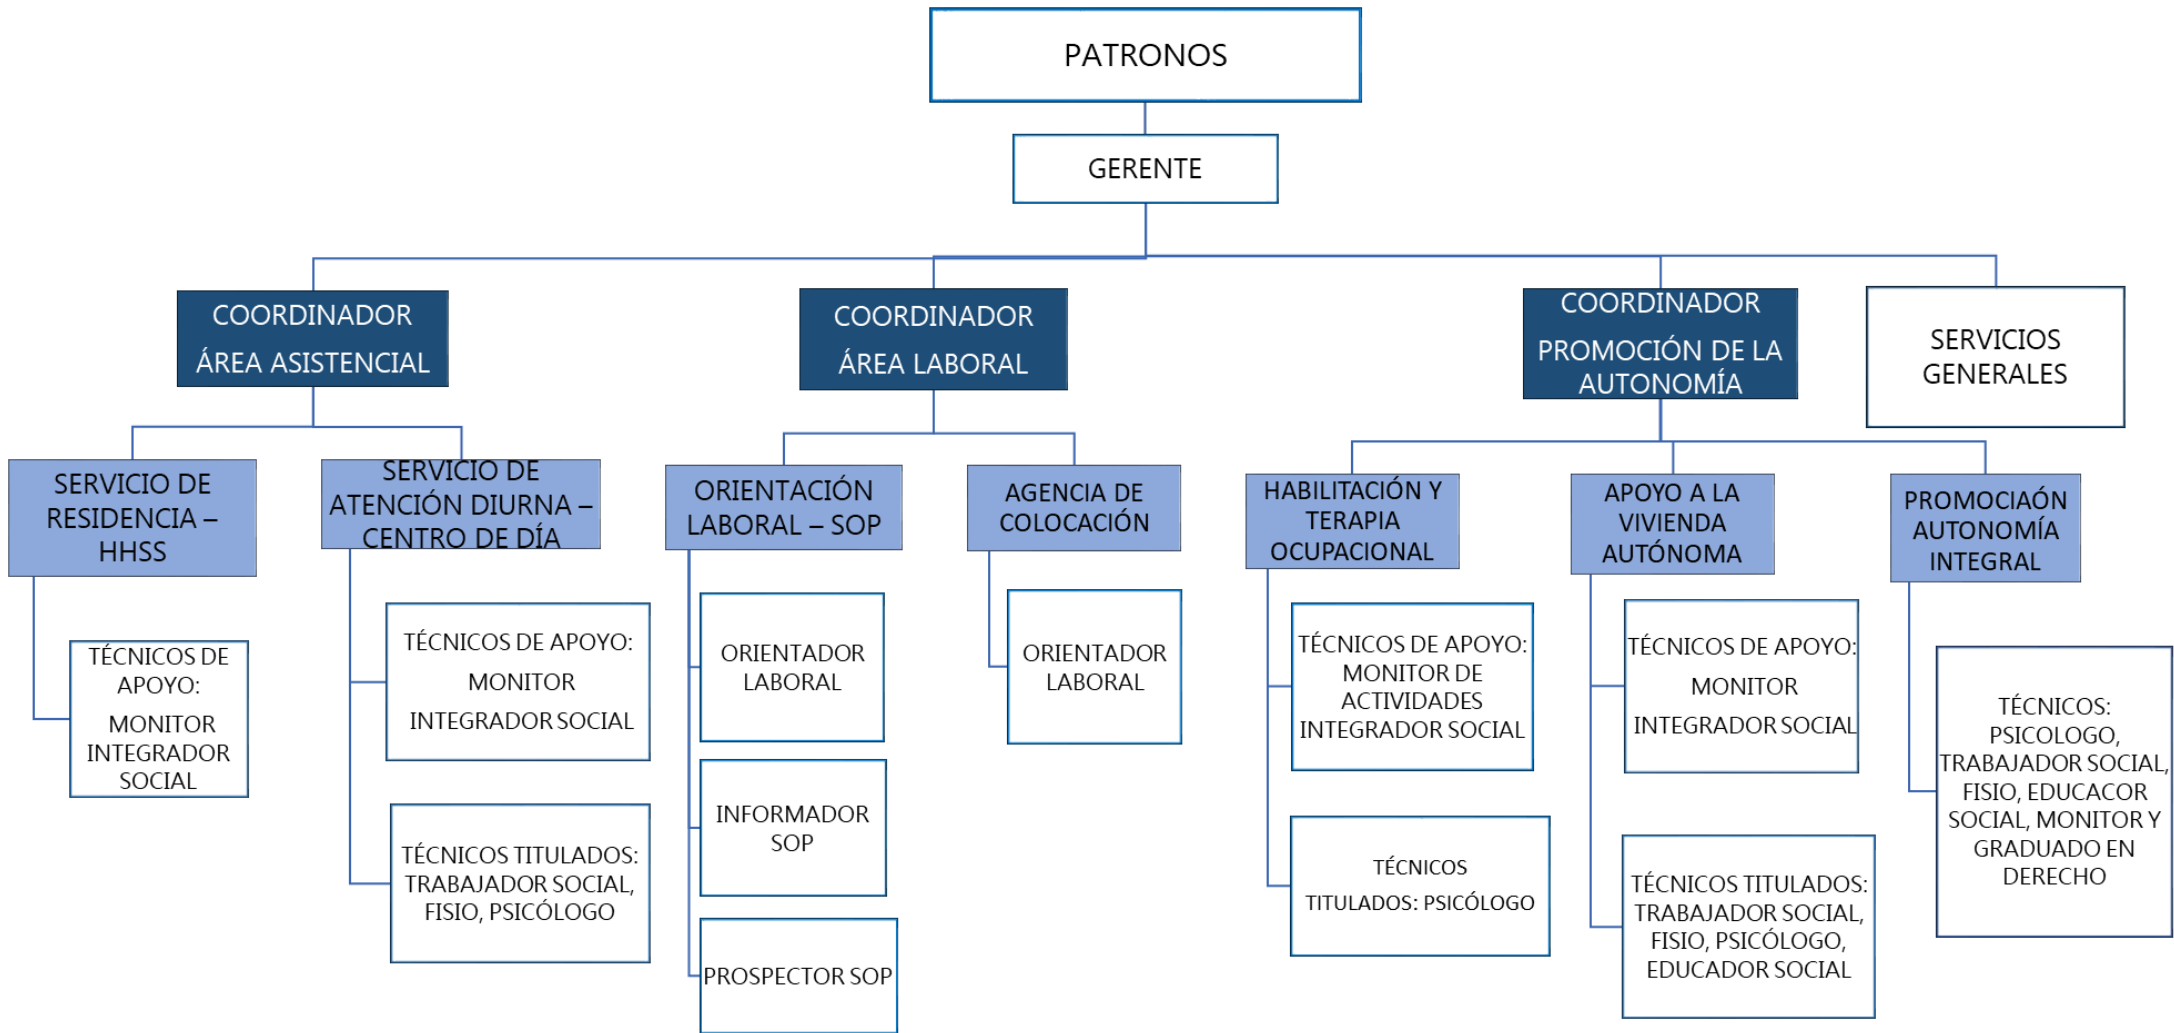 PATRONOS
GERENTE
COORDINADOR
ÁREA ASISTENCIAL
COORDINADOR
ÁREA LABORAL
COORDINADOR
PROMOCIÓN DE LA
AUTONOMÍA
SERVICIOS
GENERALES
SERVICIO DE
RESIDENCIA –
HHSS
SERVICIO DE
ATENCIÓN DIURNA –
CENTRO DE DÍA
ORIENTACIÓN
LABORAL – SOP
AGENCIA DE
COLOCACIÓN
HABILITACIÓN Y
TERAPIA
OCUPACIONAL
APOYO A LA
VIVIENDA
AUTÓNOMA
PROMOCIAÓN
AUTONOMÍA
INTEGRAL
TÉCNICOS DE
APOYO:
MONITOR
INTEGRADOR
SOCIAL
TÉCNICOS DE APOYO:
MONITOR
INTEGRADOR SOCIAL
TÉCNICOS TITULADOS:
TRABAJADOR SOCIAL,
FISIO, PSICÓLOGO
ORIENTADOR
LABORAL
INFORMADOR
SOP
PROSPECTOR SOP
ORIENTADOR
LABORAL
TÉCNICOS DE APOYO:
MONITOR DE
ACTIVIDADES
INTEGRADOR SOCIAL
TÉCNICOS
TITULADOS: PSICÓLOGO
TÉCNICOS DE APOYO:
MONITOR
INTEGRADOR SOCIAL
TÉCNICOS TITULADOS:
TRABAJADOR SOCIAL,
FISIO, PSICÓLOGO,
EDUCADOR SOCIAL
TÉCNICOS:
PSICOLOGO,
TRABAJADOR SOCIAL,
FISIO, EDUCACOR
SOCIAL, MONITOR Y
GRADUADO EN
DERECHO